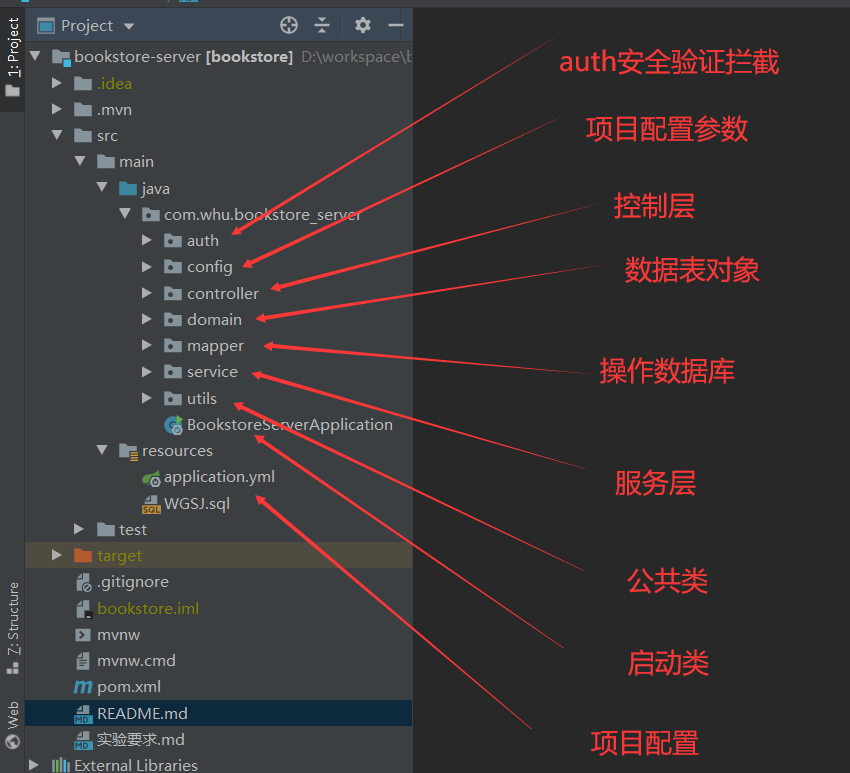 Project
1: Project
bookstore-server [bookstore] D:\workspace\b
auth安全验证拦截
.idea
.mvn
项目配置参数
src
main
java
控制层
com.whu.bookstore_server
auth
config
数据表对象
controller
domain
mapper
操作数据库
service
utils
BookstoreServerApplication
resources
application.yml
服务层
SQL
WGSJ.sql
test
target
.gitignore
公共类
bookstore.iml
7: Structure
mvnw
mvnw.cmd
启动类
m
pom.xml
MD
README.md
Web
MD
实验要求.md
项目配置
External Libraries